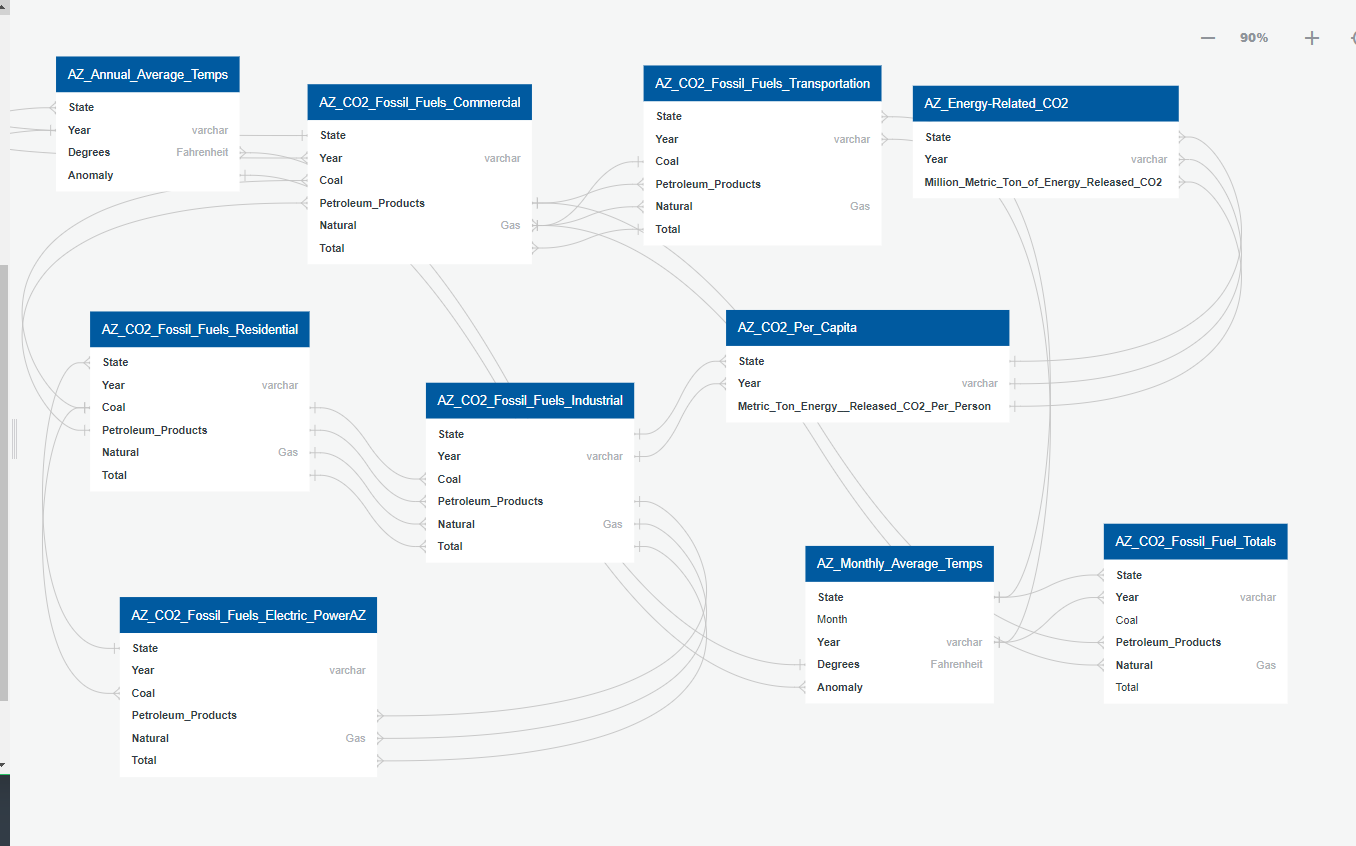 90%
AZ_Annual_Average_Temps
State
Year varchar
Degrees Fahrenheit
Anomaly
AZ_CO2_Fossil_Fuels_Commercial
State
Year varchar
Coal
Petroleum_Products
Natural Gas
Total
AZ_CO2_Fossil_Fuels_Transportation
State
Year varchar
Coal
Petroleum_Products
Natural Gas
Total
AZ_Energy-Related_CO2
State
Year varchar
Million_Metric_Ton_of_Energy_Released_CO2
AZ_CO2_Fossil_Fuels_Residential
State
Year varchar
Coal
Petroleum_Products
Natural Gas
Total
AZ_CO2_Fossil_Fuels_Industrial
State
Year varchar
Coal
Petroleum_Products
Natural Gas
Total
AZ_CO2_Per_Capita
State
Year varchar
Metric_Ton_Energy__Released_CO2_Per_Person
AZ_CO2_Fossil_Fuels_Electric_PowerAZ
State
Year varchar
Coal
Petroleum_Products
Natural Gas
Total
AZ_Monthly_Average_Temps
State
Month
Year varchar
Degrees Fahrenheit
Anomaly
AZ_CO2_Fossil_Fuel_Totals
State
Year varchar
Coal
Petroleum_Products
Natural Gas
Total